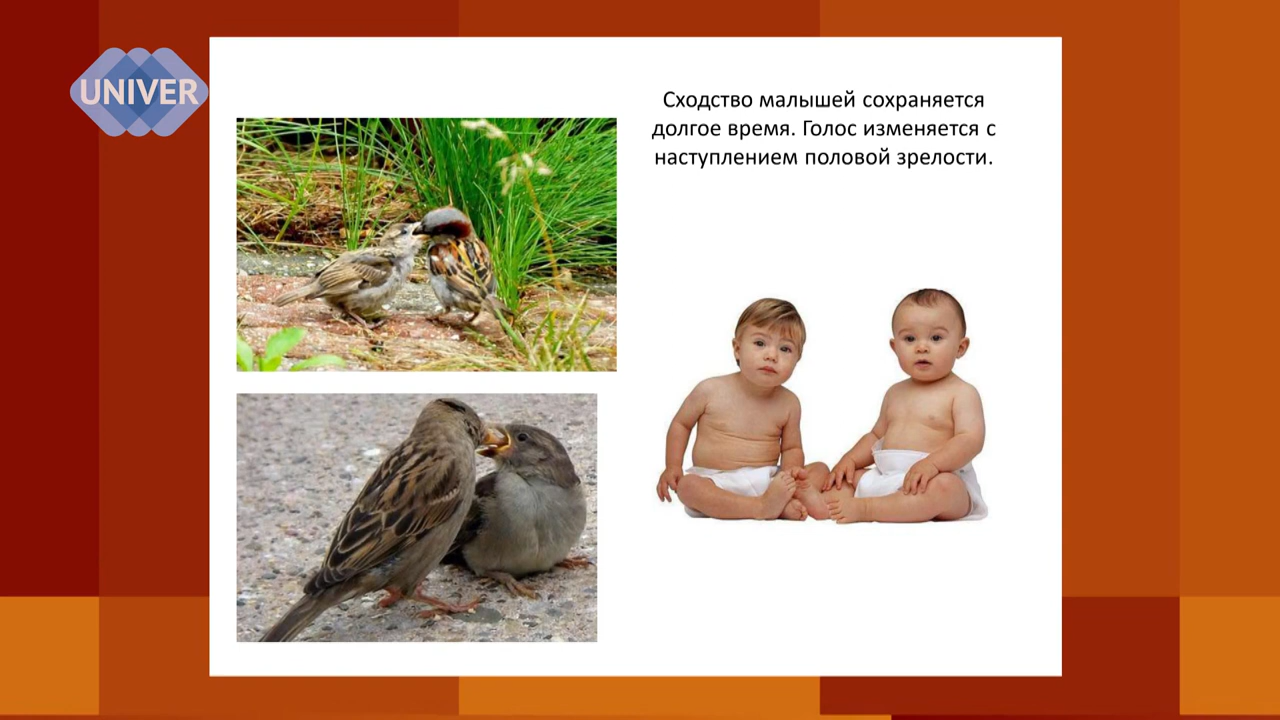 UNIVER
Сходство малышей сохраняется
долгое время. Голос изменяется с
наступлением половой зрелости.